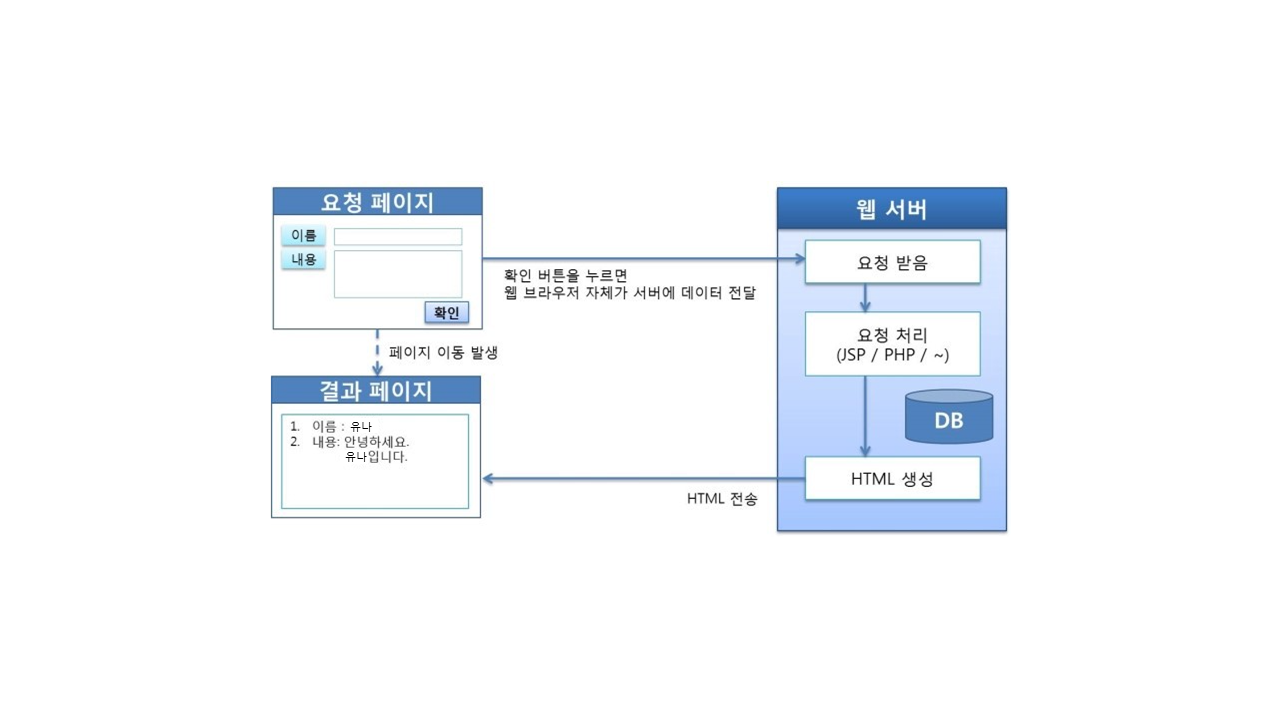 요청 페이지
이름
내용
확인
확인 버튼을 누르면
웹 브라우저 자체가 서버에 데이터 전달
페이지 이동 발생
결과 페이지
1. 이름 : 유나
2. 내용: 안녕하세요.
유나입니다.
웹 서버
요청 받음
요청 처리
(JSP / PHP / ~)
DB
HTML 생성
HTML 전송